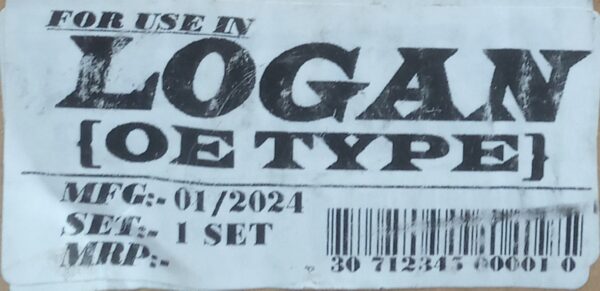 FOR USE IN
LOGAN
{OE TYPE}
MFG:- 01/2024
SET:- 1 SET
MRP:-
30 712345 00001 0